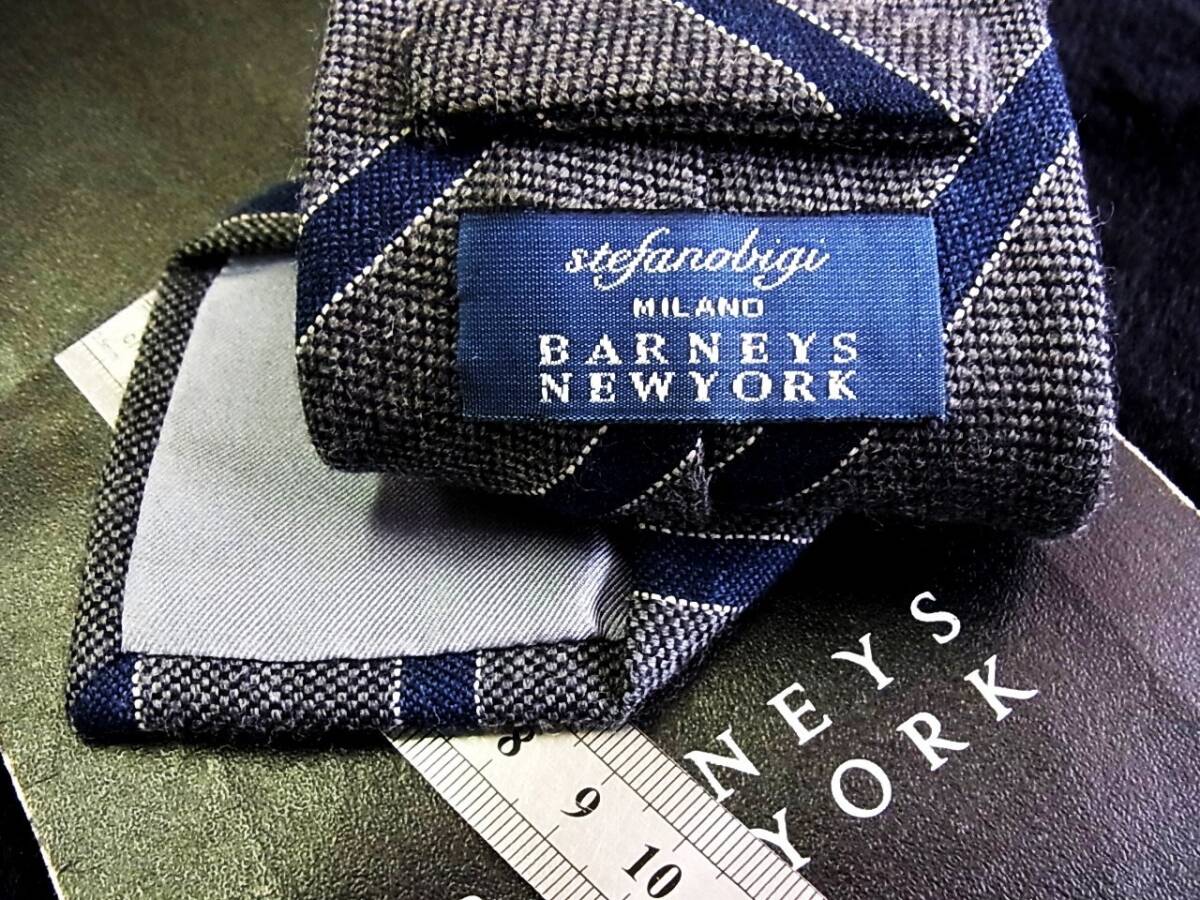 stefanobigi
MILANO
BARNEYS
NEWYORK
NEYS
YORK
8
9
10